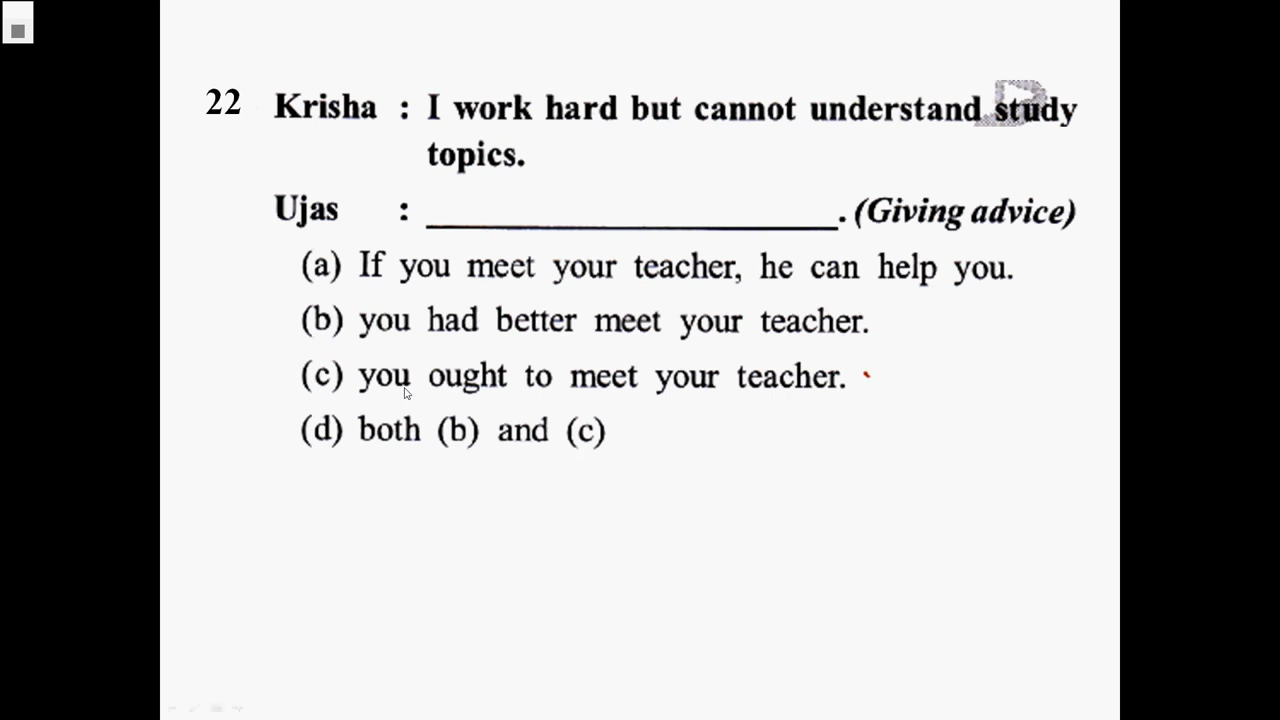 22 Krisha : I work hard but cannot understand study
topics.
Ujas : ____________________. (Giving advice)
(a) If you meet your teacher, he can help you.
(b) you had better meet your teacher.
(c) you ought to meet your teacher.
(d) both (b) and (c)